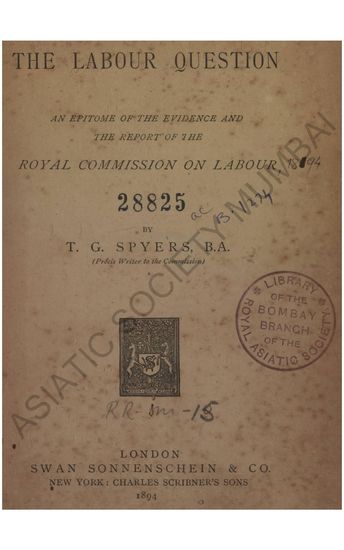 THE LABOUR QUESTION
AN EPITOME OF THE EVIDENCE AND
THE REPORT OF THE
ROYAL COMMISSION ON LABOUR,
28825
BY
T. G. SPYERS, B.A.
(Précis Writer to the Commission)
LIBRARY
OF THE
BOMBAY
BRANCH
OF THE
ROYAL ASIATIC SOCIETY
ASIATIC SOCIETY MUMBAI
LONDON
SWAN SONNENSCHEIN & CO.
NEW YORK: CHARLES SCRIBNER'S SONS
1894